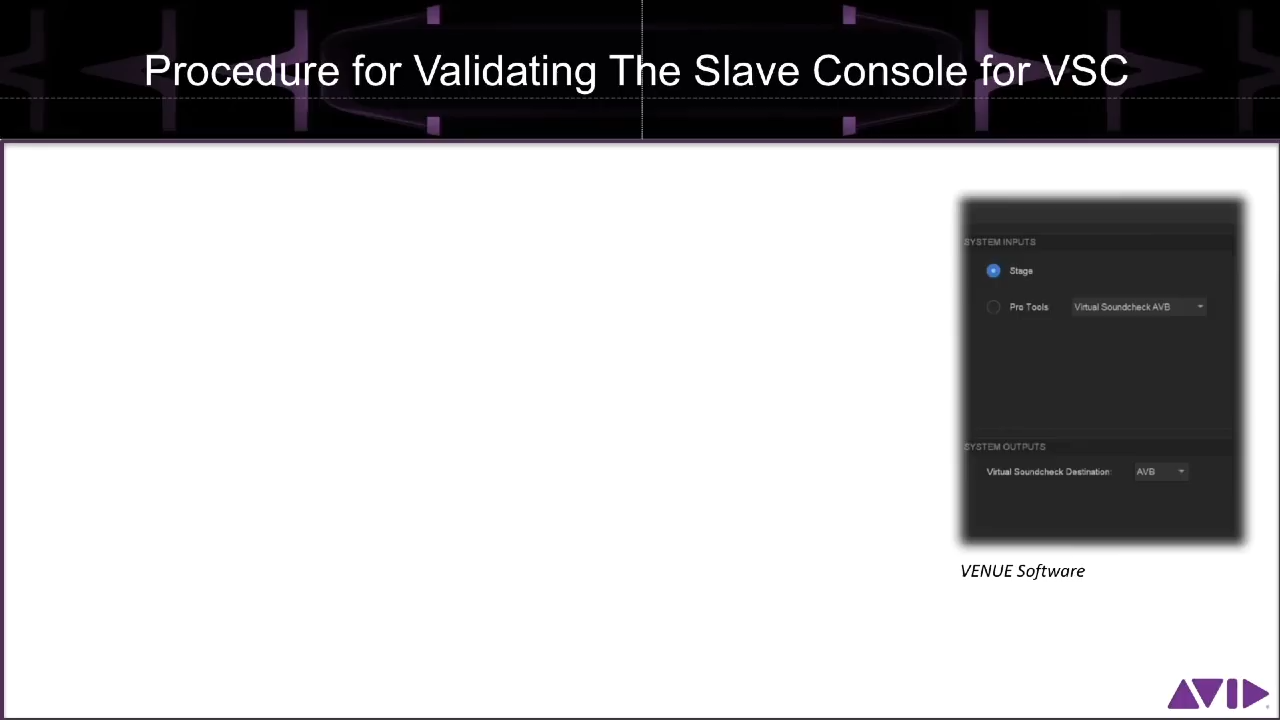 Procedure for Validating The Slave Console for VSC
SYSTEM INPUTS
Stage
Pro Tools Virtual Soundcheck AVB
SYSTEM OUTPUTS
Virtual Soundcheck Destination: AVB
VENUE Software
AVID